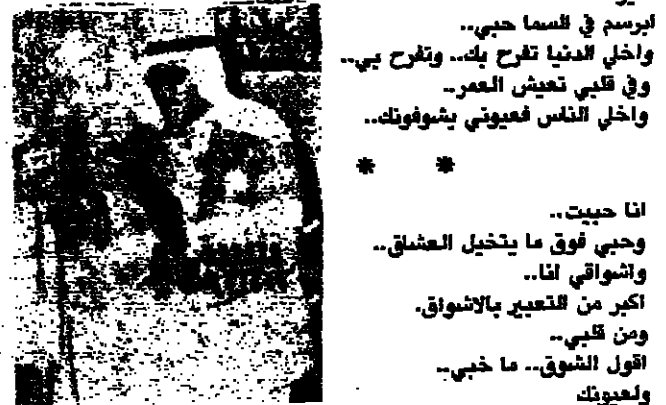 ابرسم في السما حبي..
واخلي الدنيا تفرح بك.. وتفرح بي..
وفي قلبي تعيش العمر..
واخلي الناس فعيوني يشوفونك..
* *
انا حبيت..
وحبي فوق ما يتخيل العشاق..
واشواقي انا..
اكبر من التعبير بالاشواق.
ومن قلبي..
اقول الشوق.. ما خبي..
ولعيونك